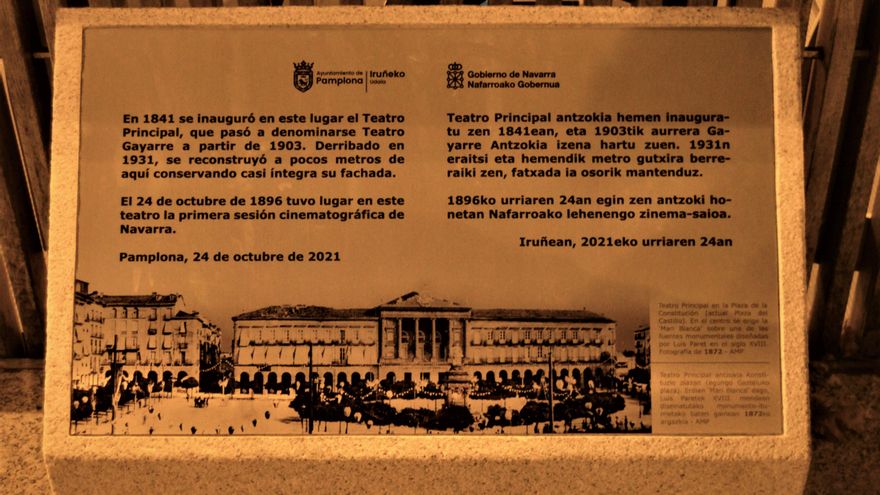 Ayuntamiento de
Pamplona
Iruñeko
Udala
Gobierno de Navarra
Nafarroako Gobernua
En 1841 se inauguró en este lugar el Teatro
Principal, que pasó a denominarse Teatro
Gayarre a partir de 1903. Derribado en
1931, se reconstruyó a pocos metros de
aquí conservando casi íntegra su fachada.
El 24 de octubre de 1896 tuvo lugar en este
teatro la primera sesión cinematográfica de
Navarra.
Pamplona, 24 de octubre de 2021
Teatro Principal antzokia hemen inaugura-
tu zen 1841ean, eta 1903tik aurrera Ga-
yarre Antzokia izena hartu zuen. 1931n
eraitsi eta hemendik metro gutxira berre-
raiki zen, fatxada ia osorik mantenduz.
1896ko urriaren 24an egin zen antzoki ho-
netan Nafarroako lehenengo zinema-saioa.
Iruñean, 2021eko urriaren 24an
Teatro Principal en la Plaza de la
Constitución (actual Plaza del
Castillo). En el centro se erige la
'Mari Blanca' sobre una de las
fuentes monumentales diseñadas
por Luis Paret en el siglo XVIII.
Fotografía de 1872 - AMP
Teatro Principal antzokia Konsti-
tuzio plazan (egungo Gazteluko
plaza). Erdian 'Mari Blanca' dago,
Luis Paretek XVIII. mendean
diseinatutako monumentu-itu-
rrietako baten gainean 1872ko
argazkia - AMP